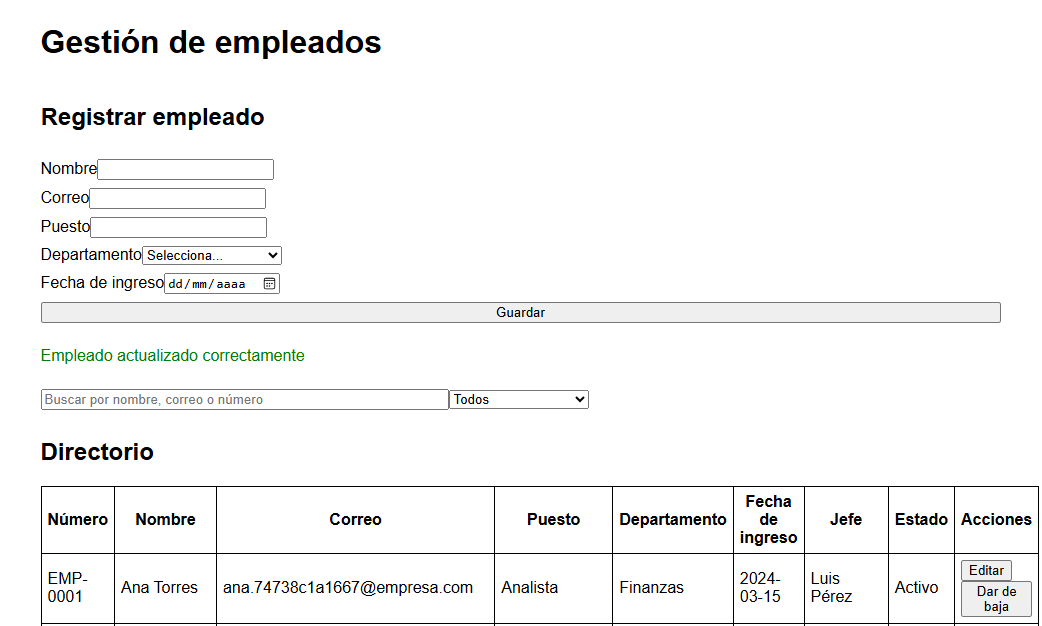 Gestión de empleados
Registrar empleado
Nombre
Correo
Puesto
Departamento Selecciona...
Fecha de ingreso dd/mm/aaaa
Guardar
Empleado actualizado correctamente
Buscar por nombre, correo o número Todos
Directorio
Número Nombre Correo Puesto Departamento Fecha de ingreso Jefe Estado Acciones
EMP-0001 Ana Torres ana.74738c1a1667@empresa.com Analista Finanzas 2024-03-15 Luis Pérez Activo Editar
Dar de baja